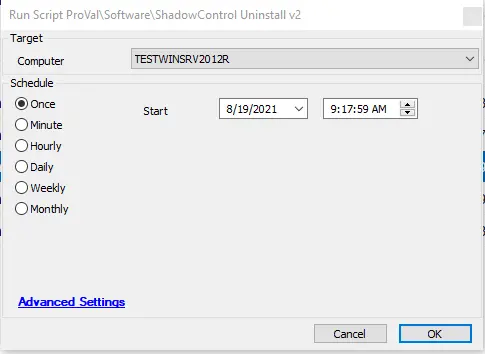 Run Script ProVal\Software\ShadowControl Uninstall v2
Target
Computer TESTWINSRV2012R
Schedule
Once Start 8/19/2021 9:17:59 AM
Minute
Hourly
Daily
Weekly
Monthly
Advanced Settings
Cancel OK